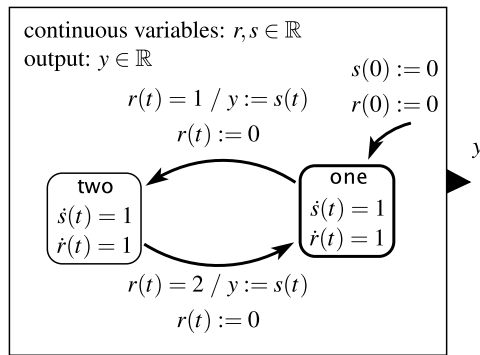 continuous variables: r, s ∈ ℝ
output: y ∈ ℝ
s(0) := 0
r(0) := 0
r(t) = 1 / y := s(t)
r(t) := 0
y
two
ṡ(t) = 1
ṙ(t) = 1
one
ṡ(t) = 1
ṙ(t) = 1
r(t) = 2 / y := s(t)
r(t) := 0